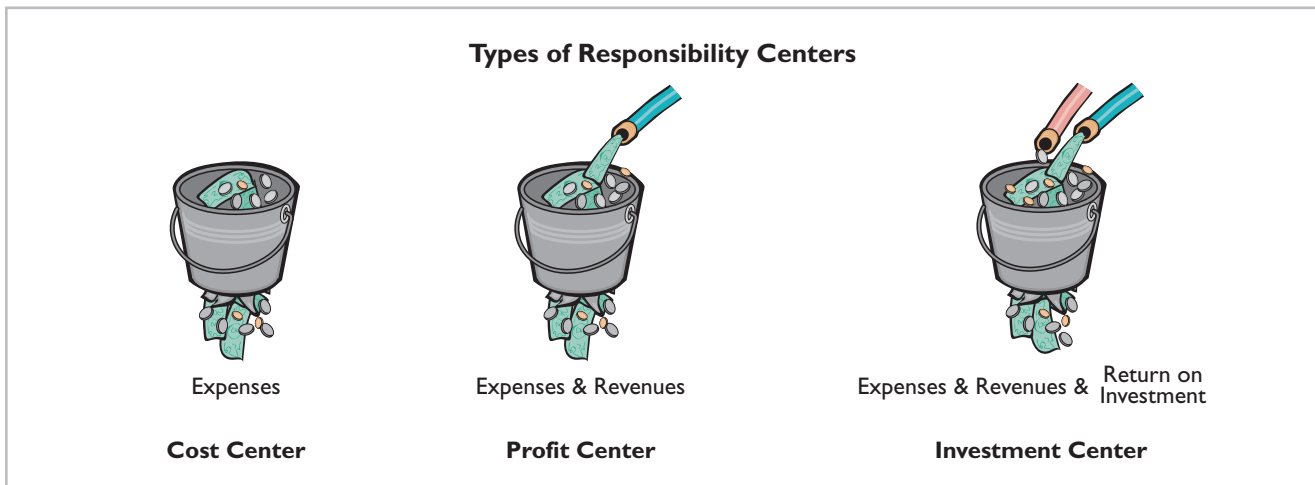 Types of Responsibility Centers
Expenses
Expenses & Revenues
Expenses & Revenues & Return on
Investment
Cost Center
Profit Center
Investment Center